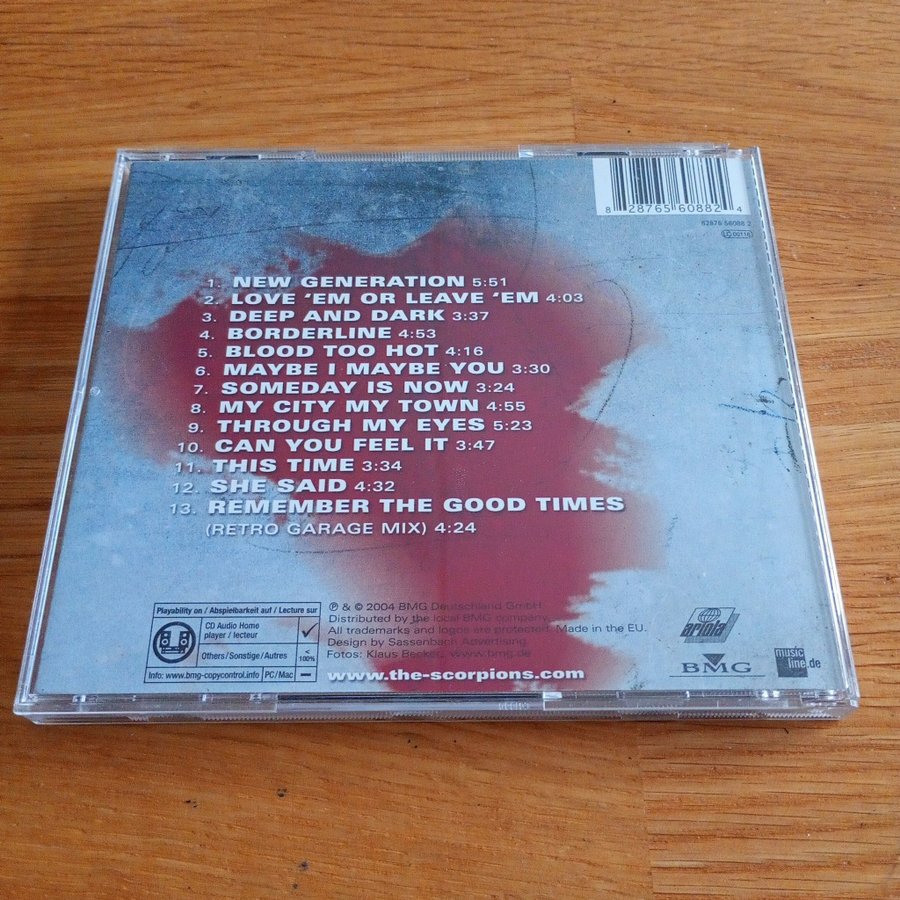 8 28765 60882 4
82876 56088 2
LC 00116
1. NEW GENERATION 5:51
2. LOVE 'EM OR LEAVE 'EM 4:03
3. DEEP AND DARK 3:37
4. BORDERLINE 4:53
5. BLOOD TOO HOT 4:16
6. MAYBE I MAYBE YOU 3:30
7. SOMEDAY IS NOW 3:24
8. MY CITY MY TOWN 4:55
9. THROUGH MY EYES 5:23
10. CAN YOU FEEL IT 3:47
11. THIS TIME 3:34
12. SHE SAID 4:32
13. REMEMBER THE GOOD TIMES
(RETRO GARAGE MIX) 4:24
Playability on / Abspielbarkeit auf / Lecture sur
CD Audio Home
player / lecteur
Others/Sonstige/Autres
< 100%
Info: www.bmg-copycontrol.info
PC/Mac
℗ & © 2004 BMG Deutschland GmbH
Distributed by the local BMG company.
All trademarks and logos are protected. Made in the EU.
Design by Sassenbach Advertising
Fotos: Klaus Becker. www.bmg.de
www.the-scorpions.com
ariola
BMG
music
line.de